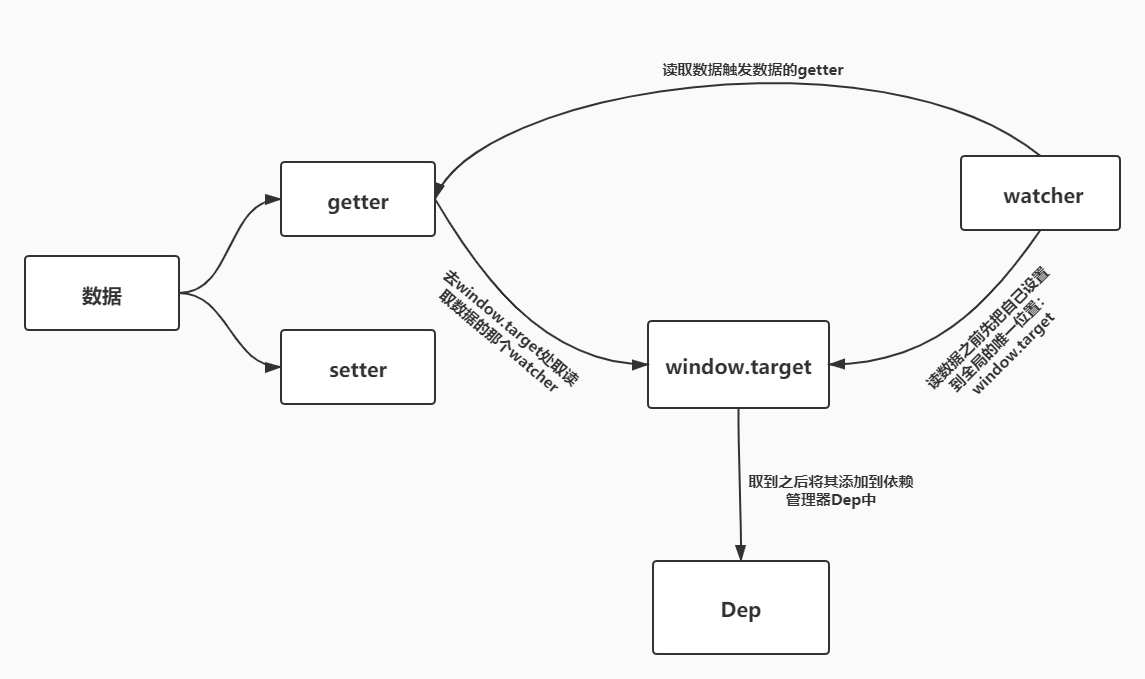 读取数据触发数据的getter
getter
watcher
数据
去window.target处取读
取数据的那个watcher
读数据之前先把自己设置
到全局的唯一位置：
window.target
window.target
setter
取到之后将其添加到依赖
管理器Dep中
Dep